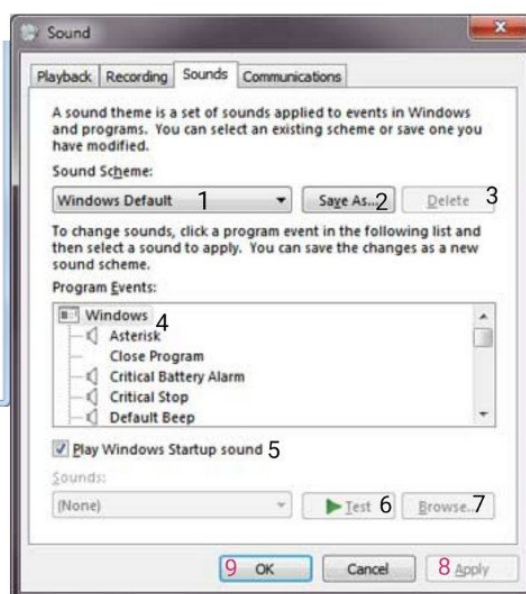 Sound
Playback Recording Sounds Communications
A sound theme is a set of sounds applied to events in Windows
and programs. You can select an existing scheme or save one you
have modified.
Sound Scheme:
Windows Default 1 Save As... 2 Delete 3
To change sounds, click a program event in the following list and
then select a sound to apply. You can save the changes as a new
sound scheme.
Program Events:
Windows 4
Asterisk
Close Program
Critical Battery Alarm
Critical Stop
Default Beep
Play Windows Startup sound 5
Sounds:
(None) Test 6 Browse... 7
9 OK Cancel 8 Apply